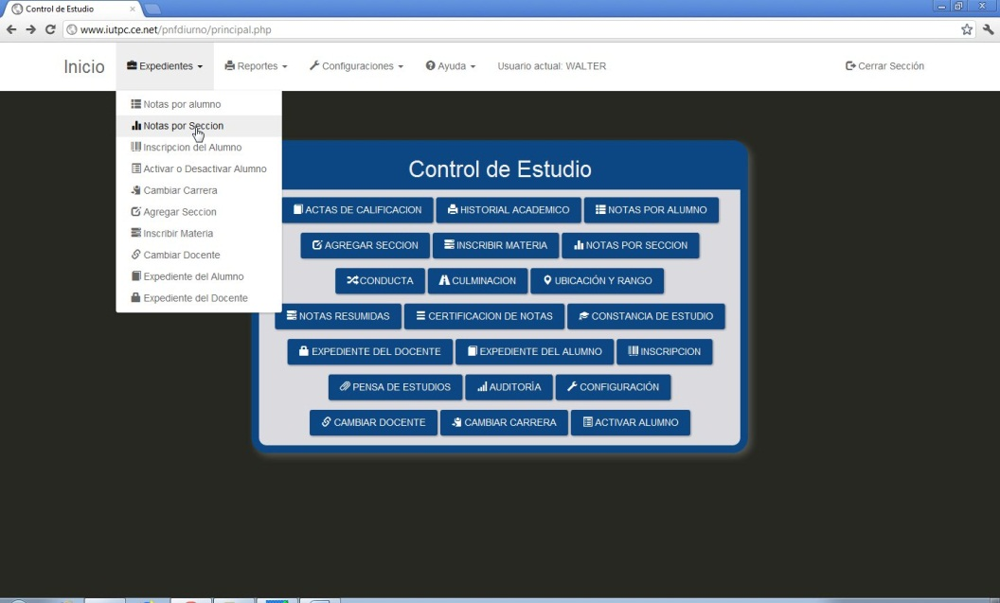 Control de Estudio
www.iutpc.ce.net/pnfdiurno/principal.php
Inicio Expedientes Reportes Configuraciones Ayuda Usuario actual: WALTER Cerrar Sección
Notas por alumno
Notas por Seccion
Inscripcion del Alumno
Activar o Desactivar Alumno
Cambiar Carrera
Agregar Seccion
Inscribir Materia
Cambiar Docente
Expediente del Alumno
Expediente del Docente
Control de Estudio
ACTAS DE CALIFICACION HISTORIAL ACADEMICO NOTAS POR ALUMNO
AGREGAR SECCION INSCRIBIR MATERIA NOTAS POR SECCION
CONDUCTA CULMINACION UBICACIÓN Y RANGO
NOTAS RESUMIDAS CERTIFICACION DE NOTAS CONSTANCIA DE ESTUDIO
EXPEDIENTE DEL DOCENTE EXPEDIENTE DEL ALUMNO INSCRIPCION
PENSA DE ESTUDIOS AUDITORÍA CONFIGURACIÓN
CAMBIAR DOCENTE CAMBIAR CARRERA ACTIVAR ALUMNO